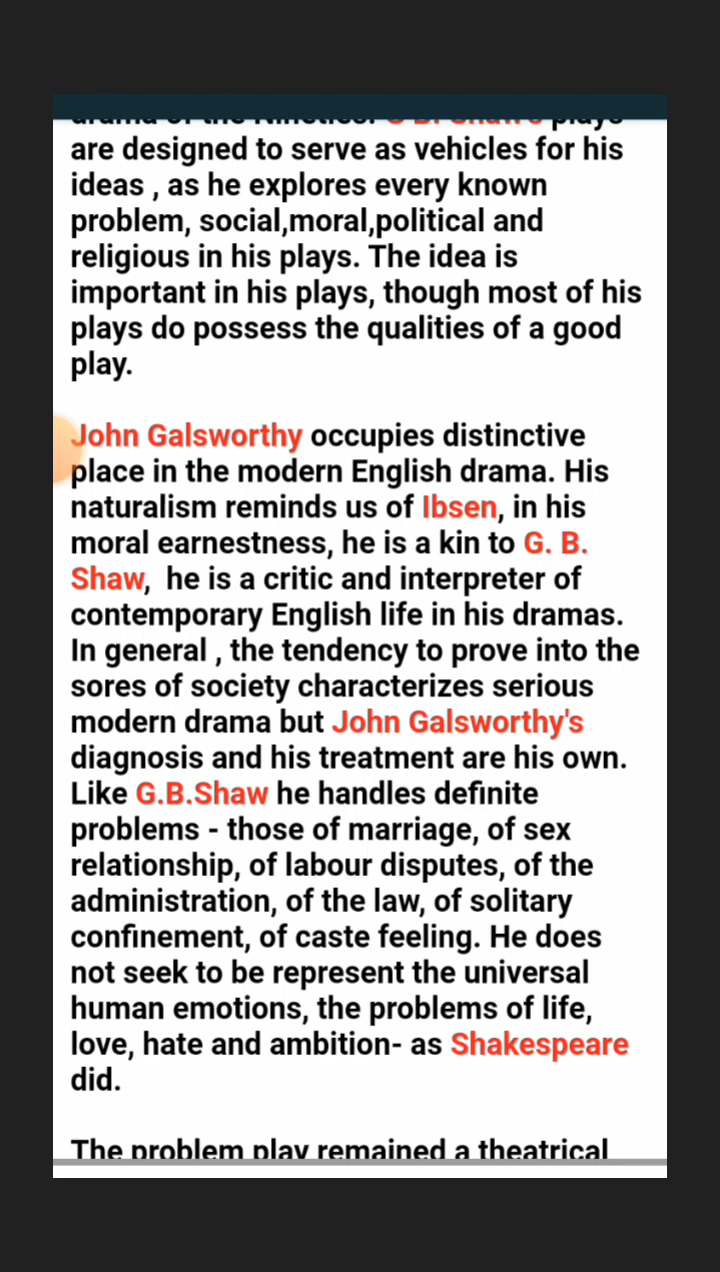 drama of the Nineties. G B. Shaw's plays
are designed to serve as vehicles for his
ideas , as he explores every known
problem, social,moral,political and
religious in his plays. The idea is
important in his plays, though most of his
plays do possess the qualities of a good
play.
John Galsworthy occupies distinctive
place in the modern English drama. His
naturalism reminds us of Ibsen, in his
moral earnestness, he is a kin to G. B.
Shaw,  he is a critic and interpreter of
contemporary English life in his dramas.
In general , the tendency to prove into the
sores of society characterizes serious
modern drama but John Galsworthy's
diagnosis and his treatment are his own.
Like G.B.Shaw he handles definite
problems - those of marriage, of sex
relationship, of labour disputes, of the
administration, of the law, of solitary
confinement, of caste feeling. He does
not seek to be represent the universal
human emotions, the problems of life,
love, hate and ambition- as Shakespeare
did.
The problem play remained a theatrical